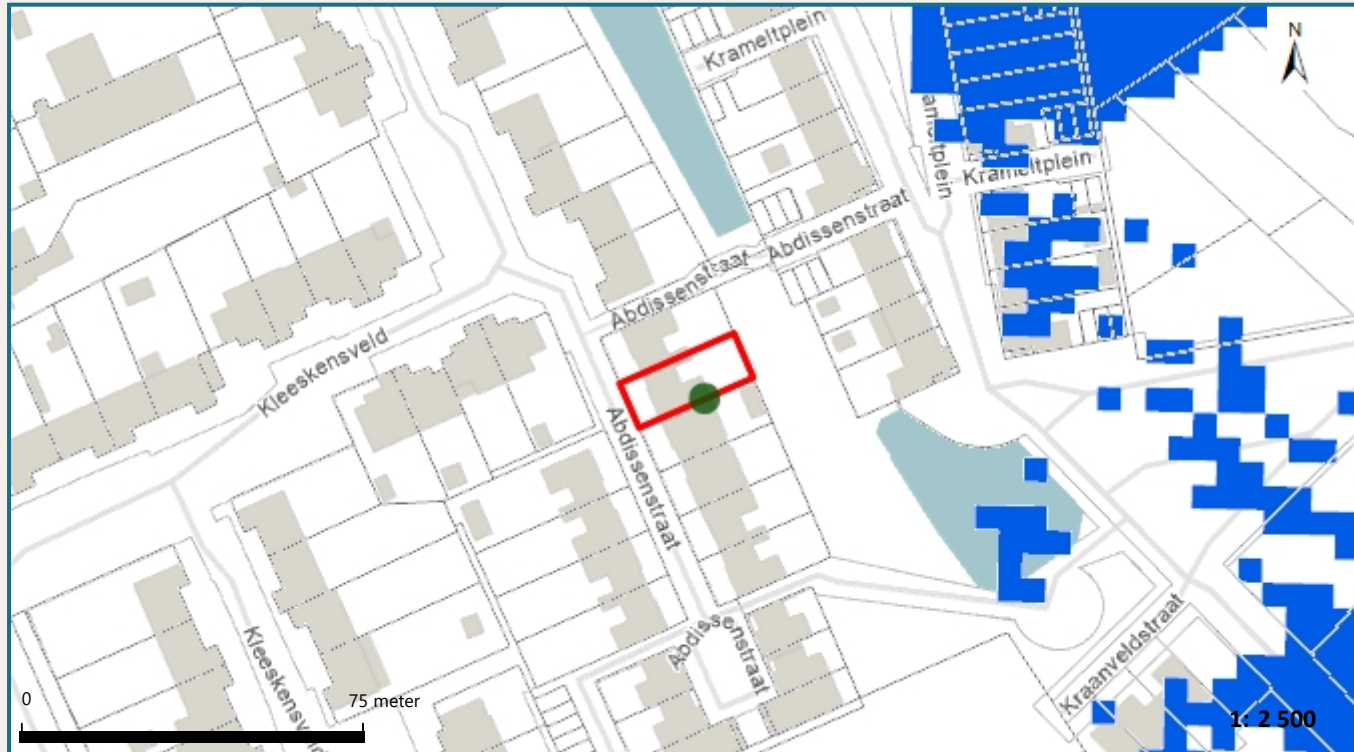 Krameltplein
N
Krameltplein
Abdissenstraat
Abdissenstraat
Kleeskensveld
Abdissenstraat
Abdissenstraat
Kraanveldstraat
0
75 meter
1: 2 500